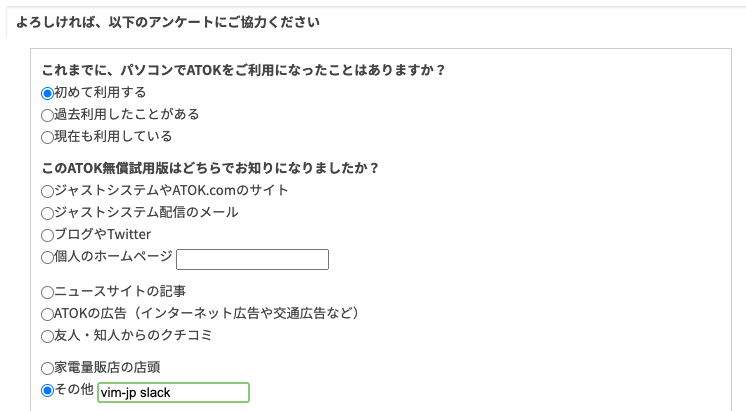 よろしければ、以下のアンケートにご協力ください
これまでに、パソコンでATOKをご利用になったことはありますか？
初めて利用する
過去利用したことがある
現在も利用している
このATOK無償試用版はどちらでお知りになりましたか？
ジャストシステムやATOK.comのサイト
ジャストシステム配信のメール
ブログやTwitter
個人のホームページ
ニュースサイトの記事
ATOKの広告（インターネット広告や交通広告など）
友人・知人からのクチコミ
家電量販店の店頭
その他 vim-jp slack